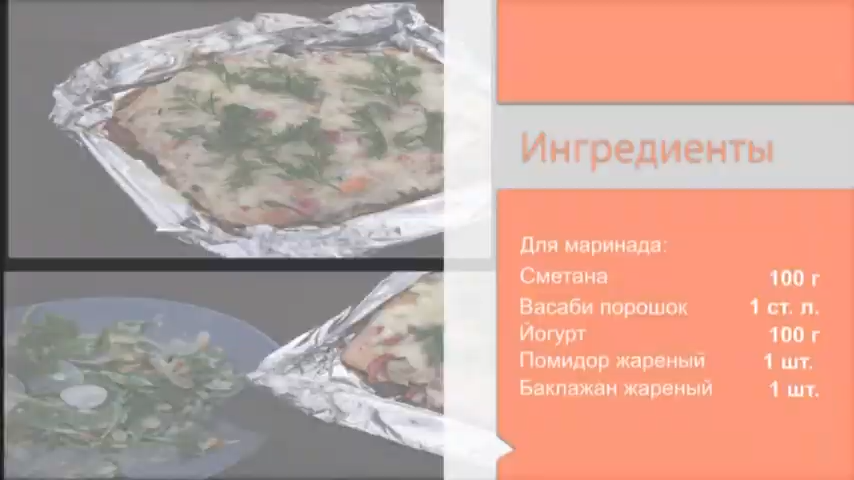 Ингредиенты
Для маринада:
Сметана 100 г
Васаби порошок 1 ст. л.
Йогурт 100 г
Помидор жареный 1 шт.
Баклажан жареный 1 шт.